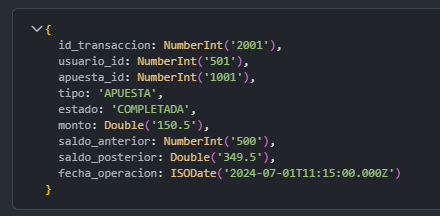 {
id_transaccion: NumberInt('2001'),
usuario_id: NumberInt('501'),
apuesta_id: NumberInt('1001'),
tipo: 'APUESTA',
estado: 'COMPLETADA',
monto: Double('150.5'),
saldo_anterior: NumberInt('500'),
saldo_posterior: Double('349.5'),
fecha_operacion: ISODate('2024-07-01T11:15:00.000Z')
}